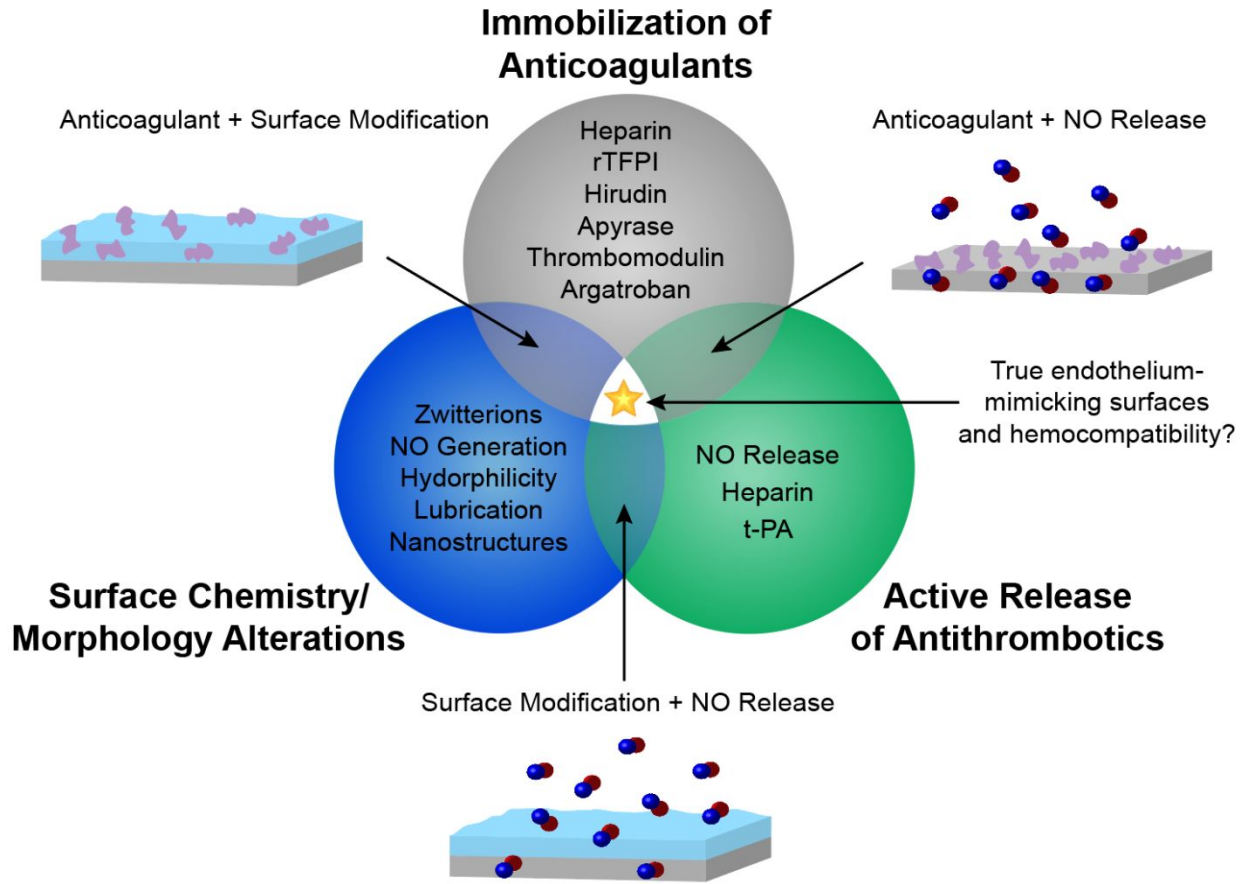 Immobilization of
Anticoagulants
Anticoagulant + Surface Modification
Anticoagulant + NO Release
Heparin
rTFPI
Hirudin
Apyrase
Thrombomodulin
Argatroban
True endothelium-
mimicking surfaces
and hemocompatibility?
Zwitterions
NO Generation
Hydorphilicity
Lubrication
Nanostructures
NO Release
Heparin
t-PA
Surface Chemistry/
Morphology Alterations
Active Release
of Antithrombotics
Surface Modification + NO Release